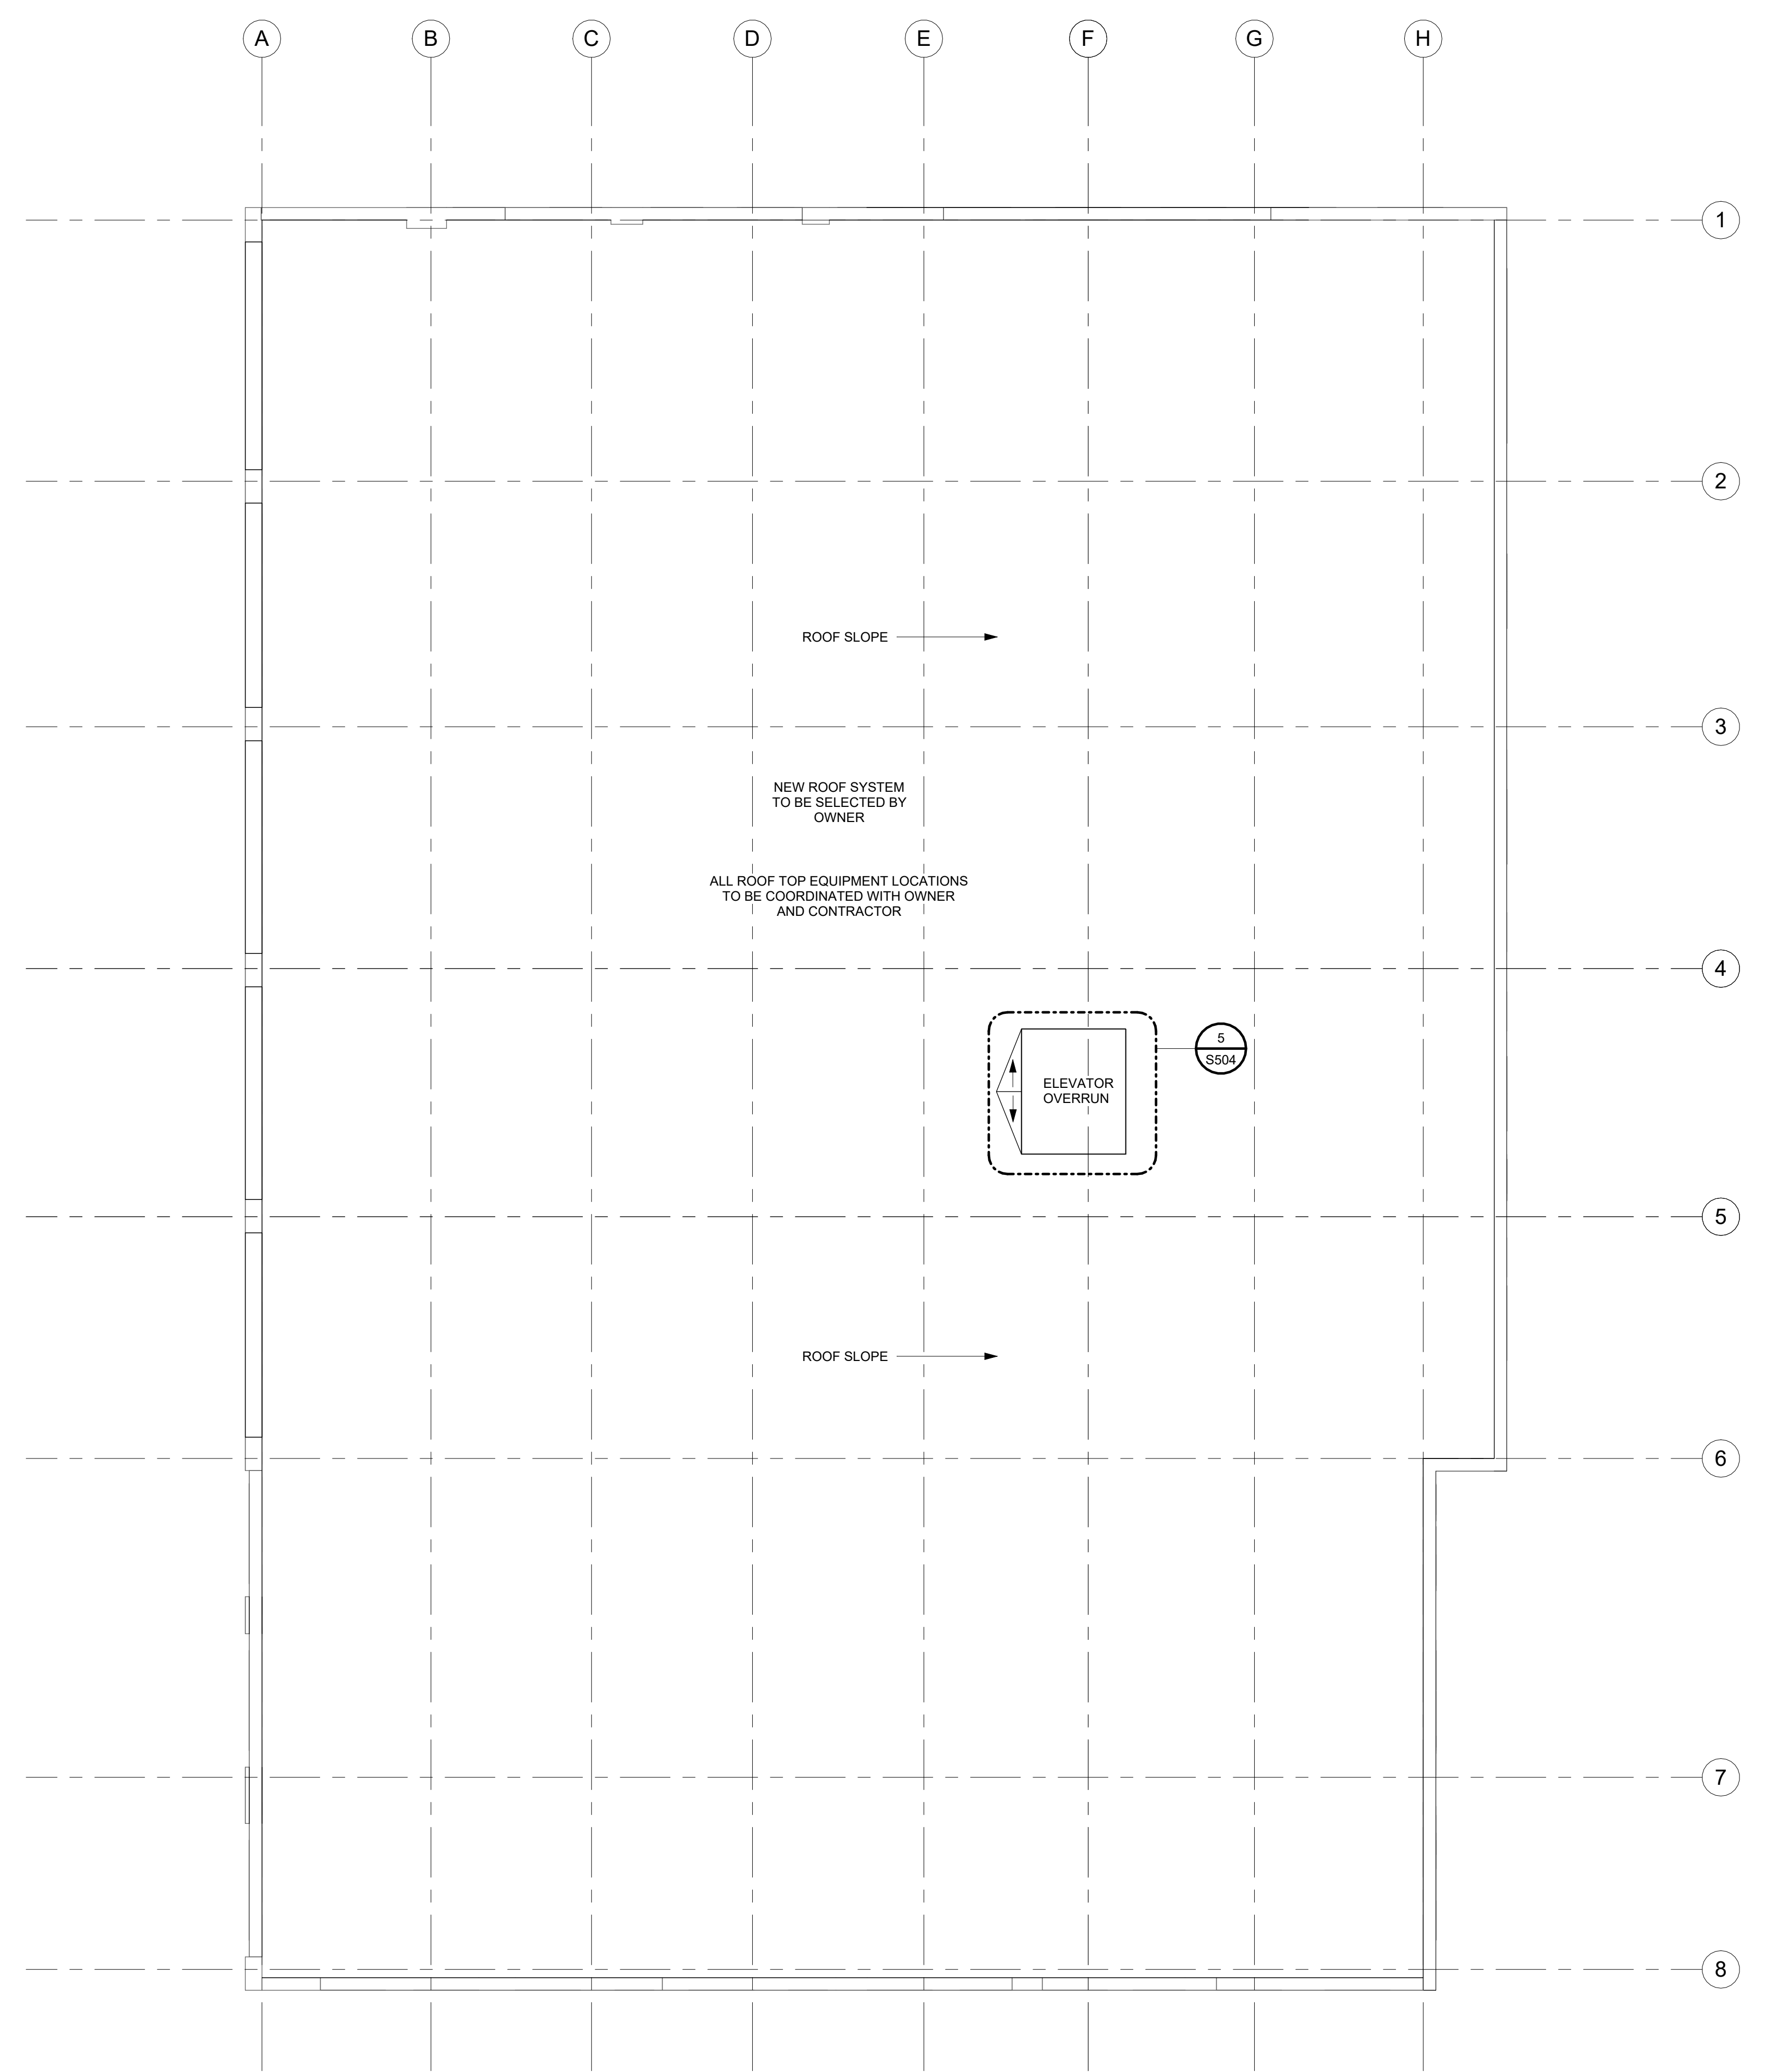 A
B
C
D
E
F
G
H
1
2
ROOF SLOPE
3
NEW ROOF SYSTEM
TO BE SELECTED BY
OWNER
ALL ROOF TOP EQUIPMENT LOCATIONS
TO BE COORDINATED WITH OWNER
AND CONTRACTOR
4
5
S504
ELEVATOR
OVERRUN
5
ROOF SLOPE
6
7
8